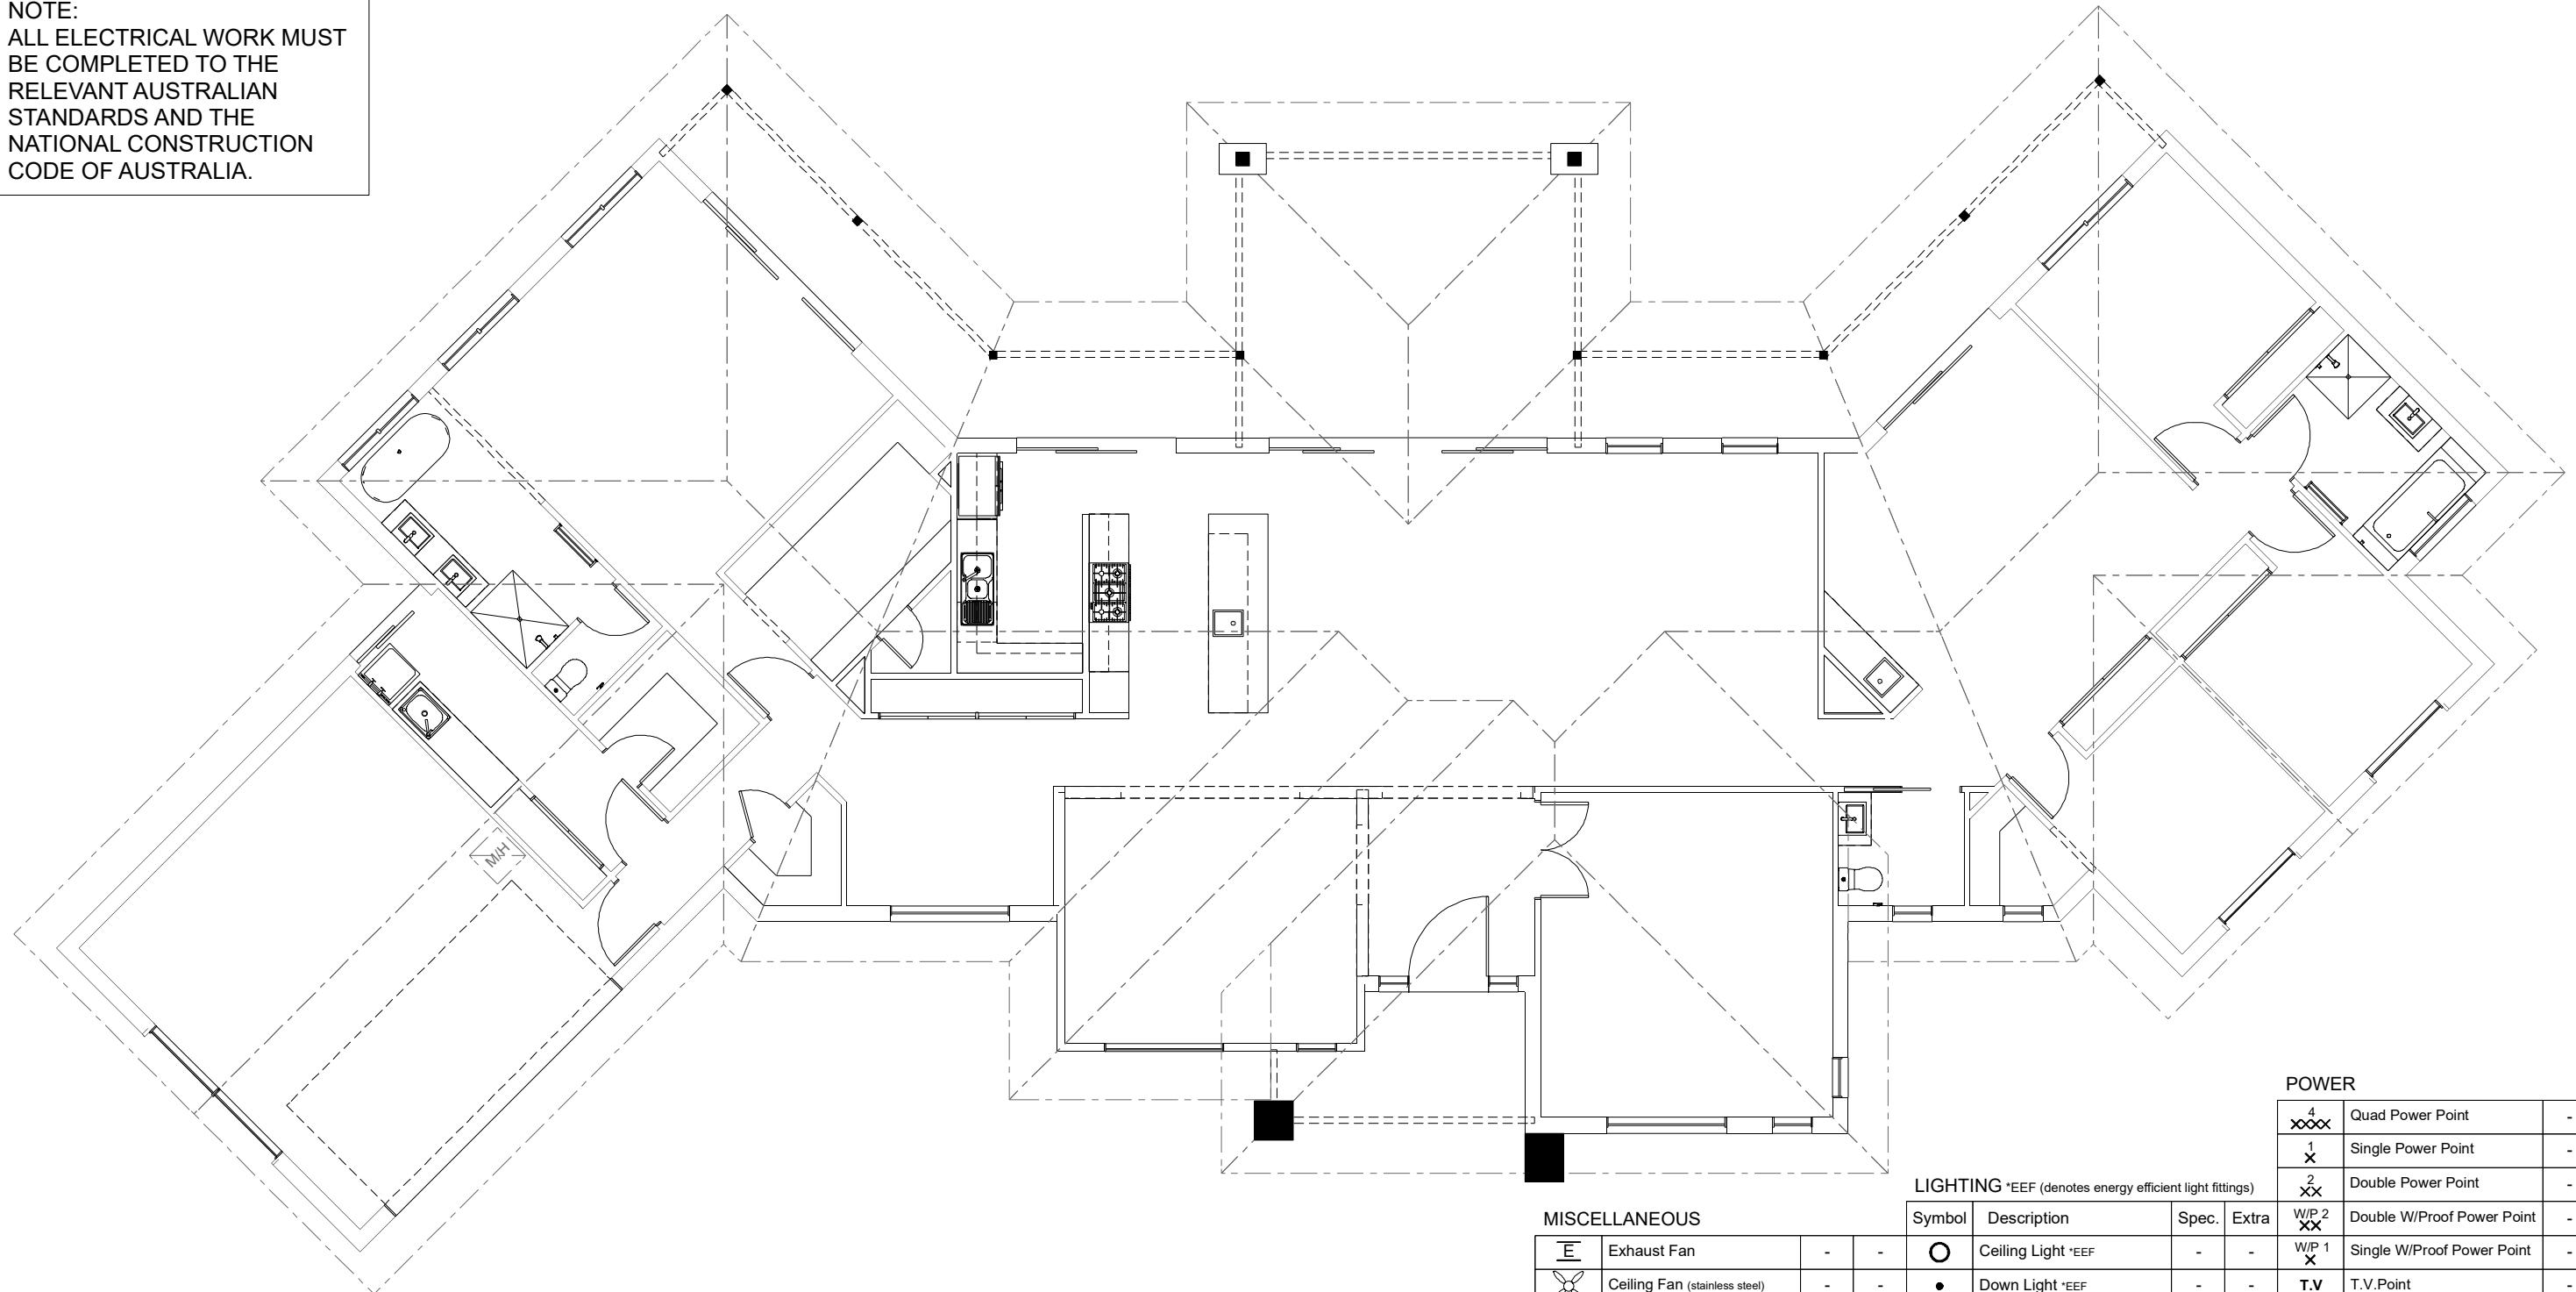 NOTE:
ALL ELECTRICAL WORK MUST
BE COMPLETED TO THE
RELEVANT AUSTRALIAN
STANDARDS AND THE
NATIONAL CONSTRUCTION
CODE OF AUSTRALIA.
M/H
MISCELLANEOUS
E Exhaust Fan - -
Ceiling Fan (stainless steel) - -
LIGHTING *EEF (denotes energy efficient light fittings)
Symbol Description Spec. Extra
Ceiling Light *EEF - -
Down Light *EEF - -
POWER
4 Quad Power Point -
1 Single Power Point -
2 Double Power Point -
W/P 2 Double W/Proof Power Point -
W/P 1 Single W/Proof Power Point -
T.V T.V.Point -